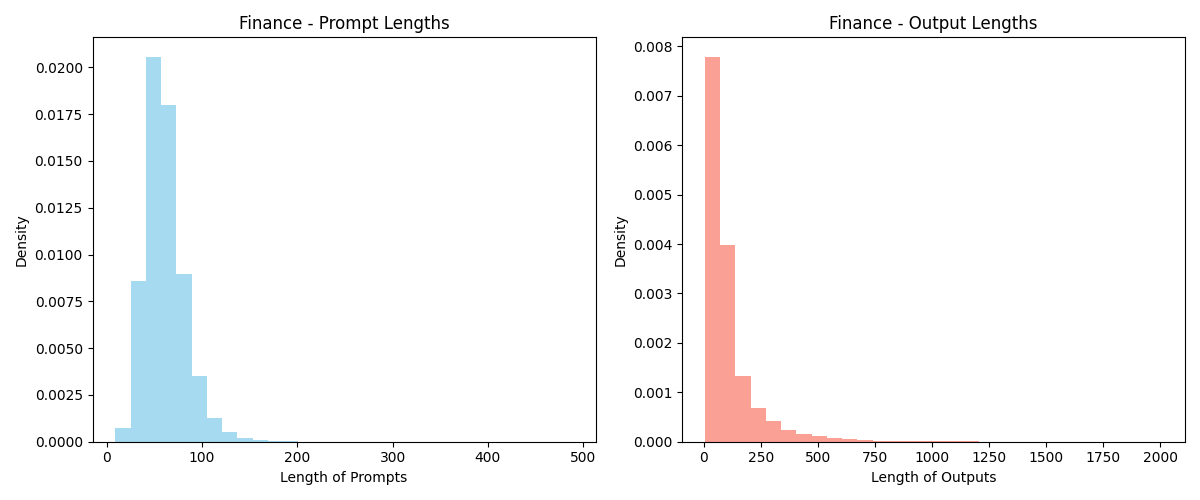 Finance - Prompt Lengths
0.0200
0.0175
0.0150
0.0125
0.0100
0.0075
0.0050
0.0025
0.0000
Density
0 100 200 300 400 500
Length of Prompts
Finance - Output Lengths
0.008
0.007
0.006
0.005
0.004
0.003
0.002
0.001
0.000
Density
0 250 500 750 1000 1250 1500 1750 2000
Length of Outputs